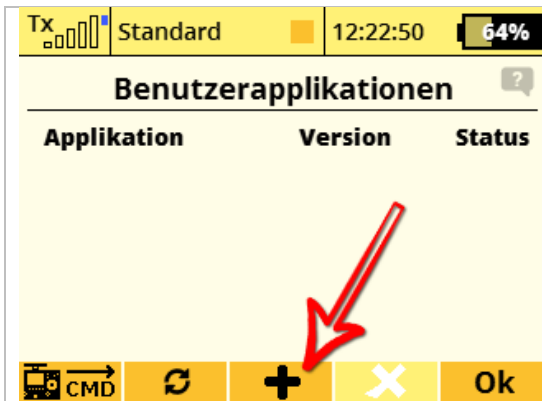 Tx Standard 12:22:50 64%
Benutzerapplikationen ?
Applikation Version Status
CMD Ok